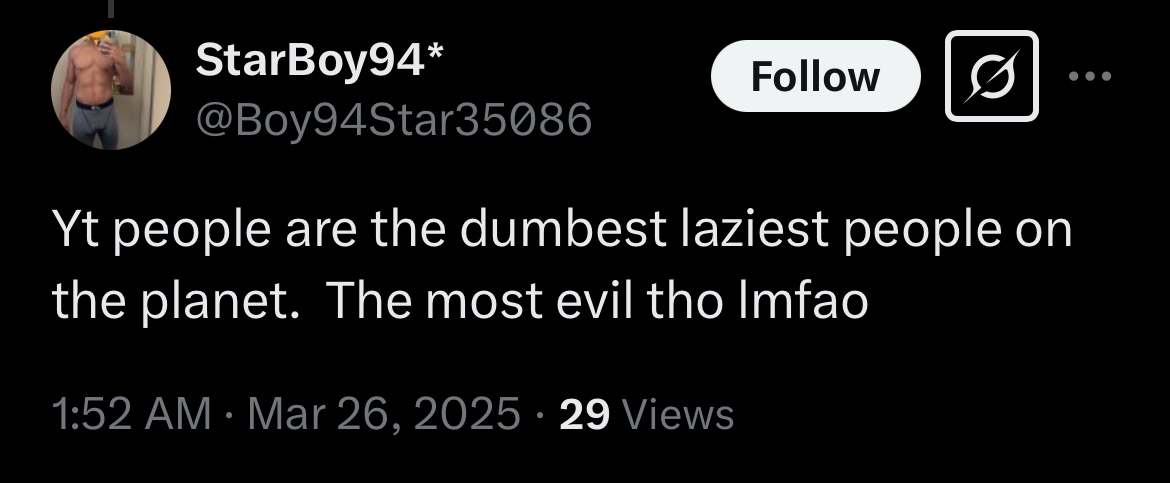 StarBoy94*
Follow
@Boy94Star35086
Yt people are the dumbest laziest people on
the planet.  The most evil tho lmfao
1:52 AM · Mar 26, 2025 · 29 Views